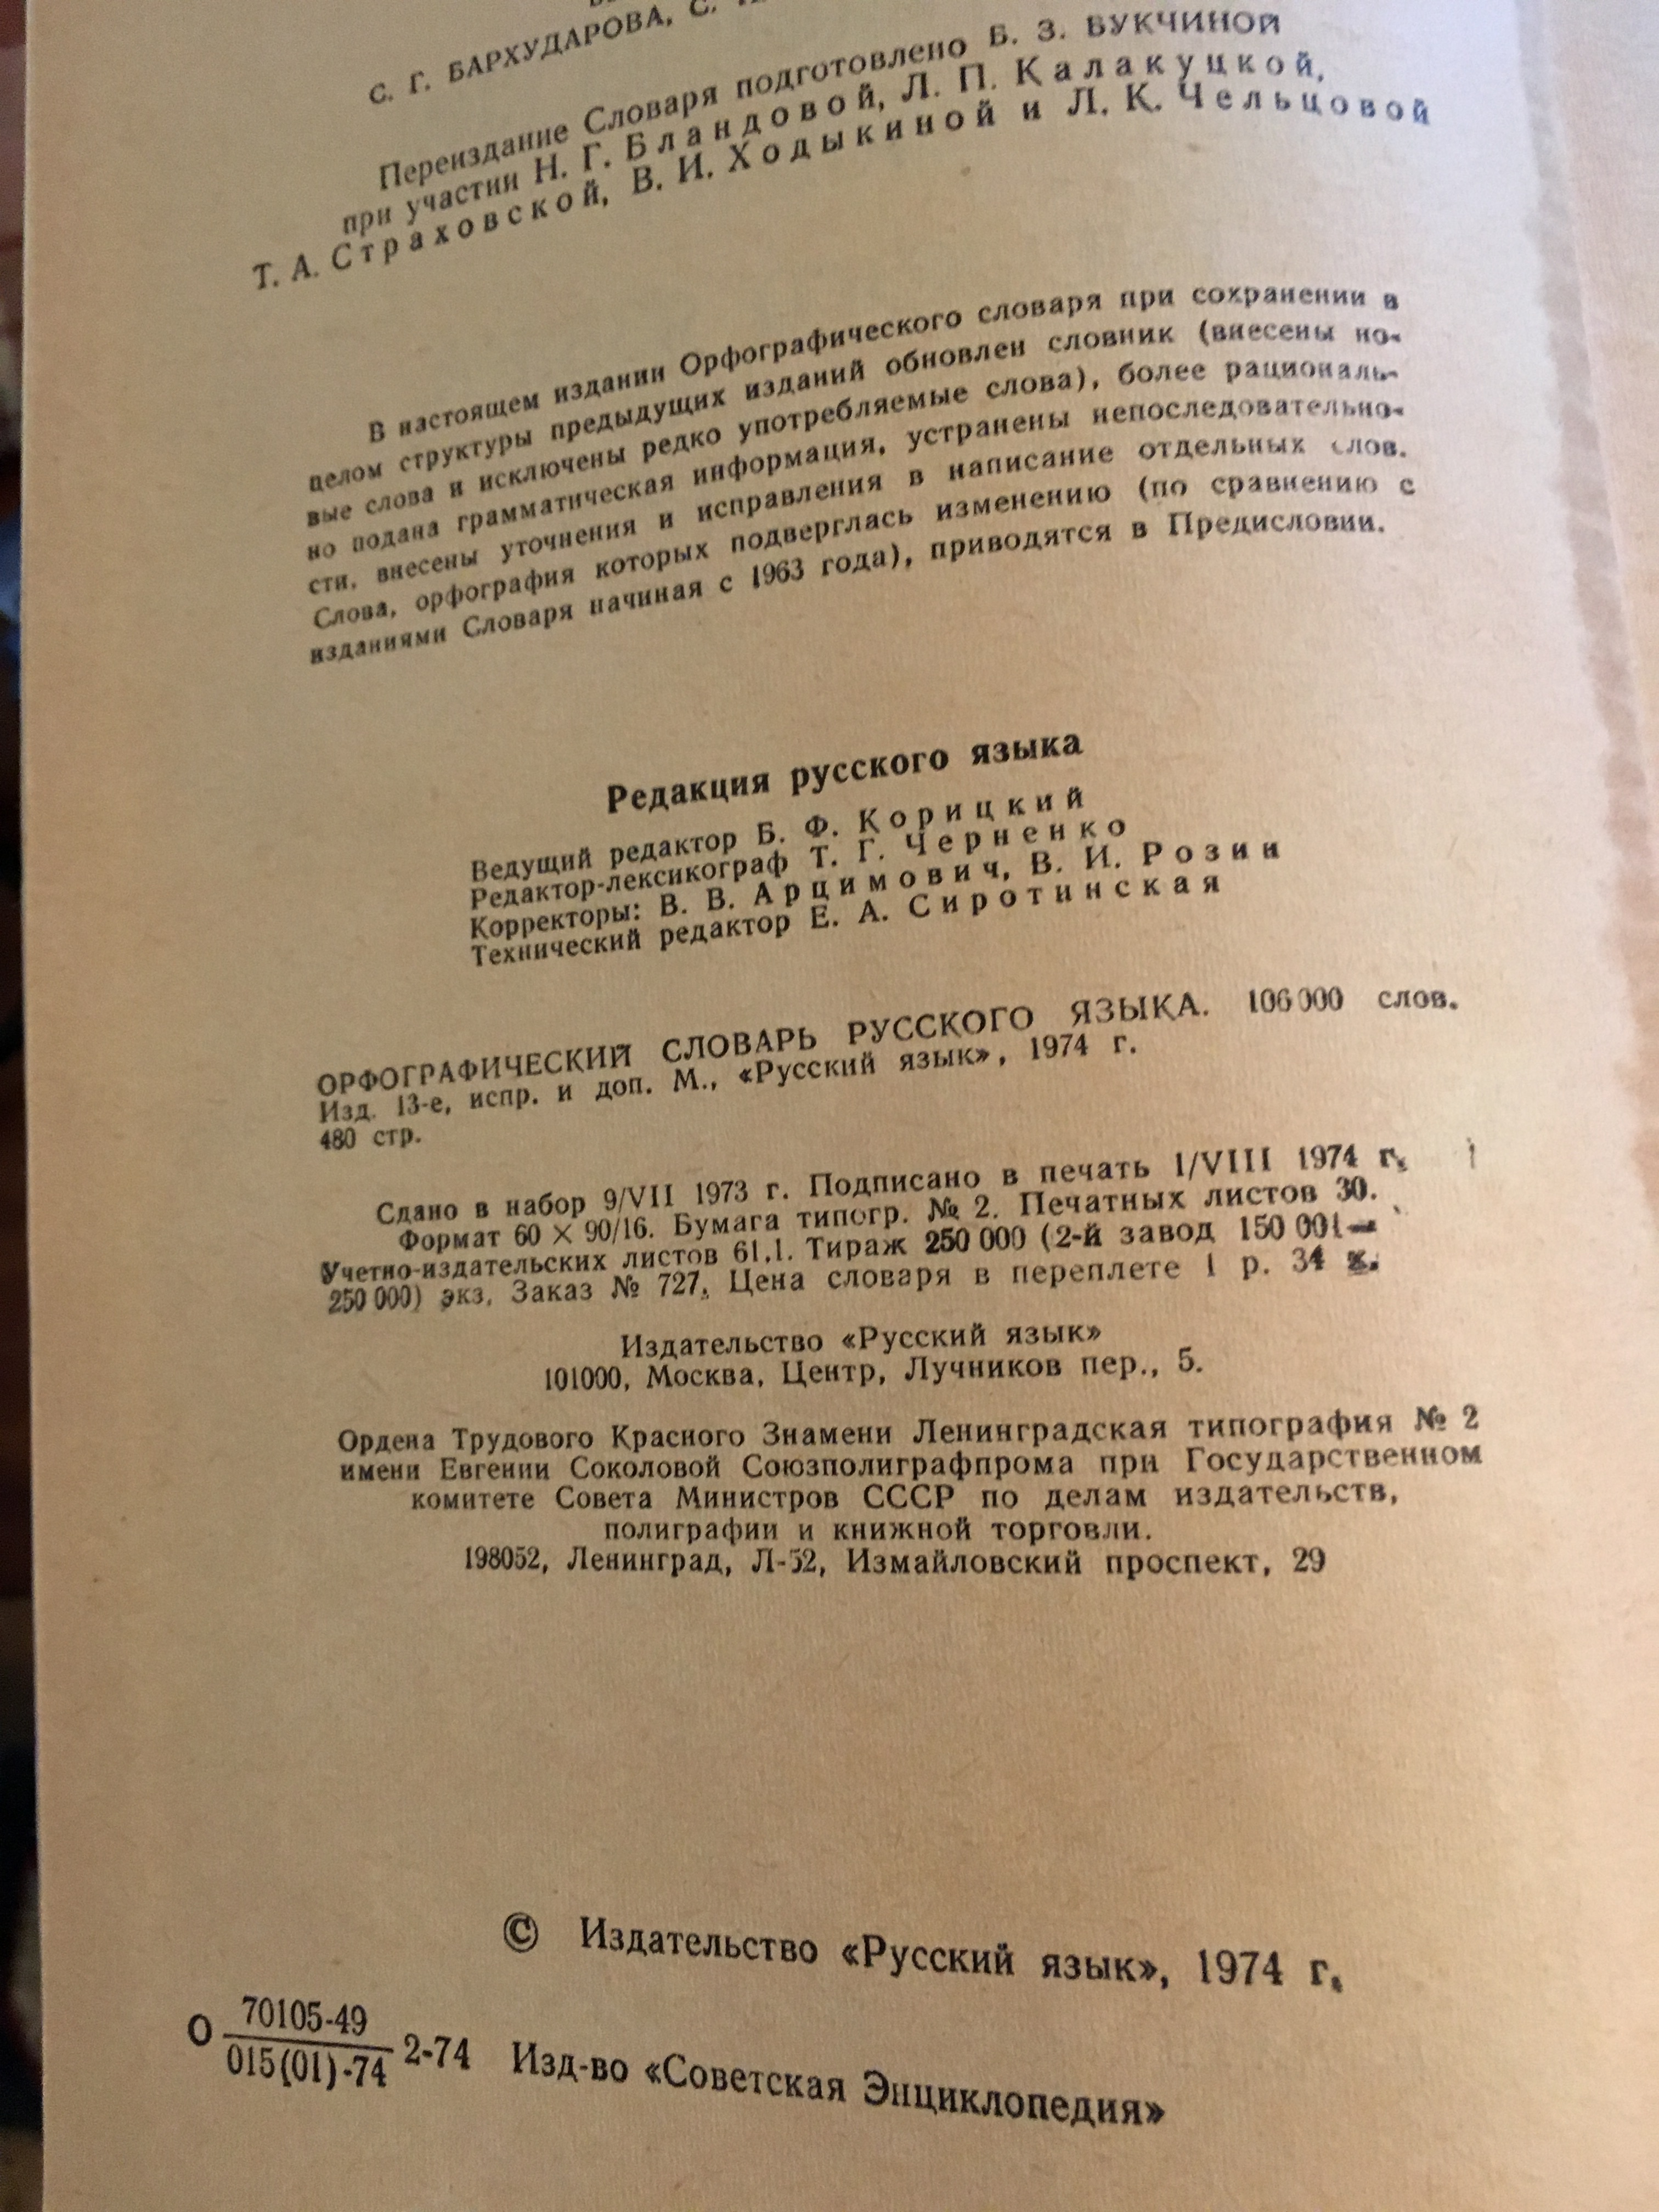 С. Г. БАРХУДАРОВА, С.
Переиздание Словаря подготовлено Б. З. БУКЧИНОЙ
при участии Н. Г. Бландовой, Л. П. Калакуцкой,
Т. А. Страховской, В. И. Ходыкиной и Л. К. Чельцовой
В настоящем издании Орфографического словаря при сохранении в
целом структуры предыдущих изданий обновлен словник (внесены но-
вые слова и исключены редко употребляемые слова), более рациональ-
но подана грамматическая информация, устранены непоследовательно-
сти, внесены уточнения и исправления в написание отдельных слов.
Слова, орфография которых подверглась изменению (по сравнению с
изданиями Словаря начиная с 1963 года), приводятся в Предисловии.
Редакция русского языка
Ведущий редактор Б. Ф. Корицкий
Редактор-лексикограф Т. Г. Черненко
Корректоры: В. В. Арцимович, В. И. Розин
Технический редактор Е. А. Сиротинская
ОРФОГРАФИЧЕСКИЙ СЛОВАРЬ РУССКОГО ЯЗЫКА. 106 000 слов.
Изд. 13-е, испр. и доп. М., «Русский язык», 1974 г.
480 стр.
Сдано в набор 9/VII 1973 г. Подписано в печать 1/VIII 1974 г.
Формат 60 × 90/16. Бумага типогр. № 2. Печатных листов 30.
Учетно-издательских листов 61,1. Тираж 250 000 (2-й завод 150 001—
250 000) экз. Заказ № 727. Цена словаря в переплете 1 р. 34 к.
Издательство «Русский язык»
101000, Москва, Центр, Лучников пер., 5.
Ордена Трудового Красного Знамени Ленинградская типография № 2
имени Евгении Соколовой Союзполиграфпрома при Государственном
комитете Совета Министров СССР по делам издательств,
полиграфии и книжной торговли.
198052, Ленинград, Л-52, Измайловский проспект, 29
© Издательство «Русский язык», 1974 г.
О 70105-49
015(01)-74 2-74 Изд-во «Советская Энциклопедия»